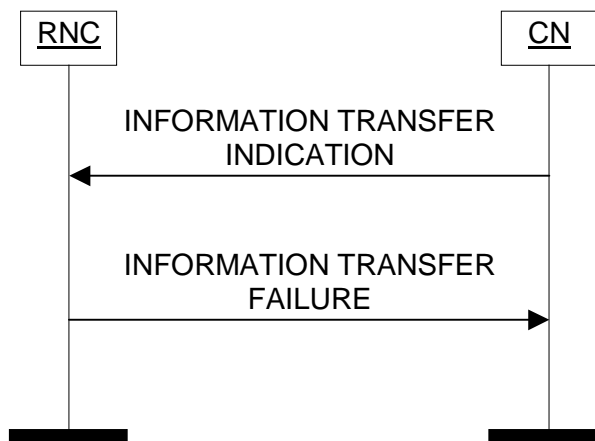 RNC
CN
INFORMATION TRANSFER
INDICATION
INFORMATION TRANSFER
FAILURE